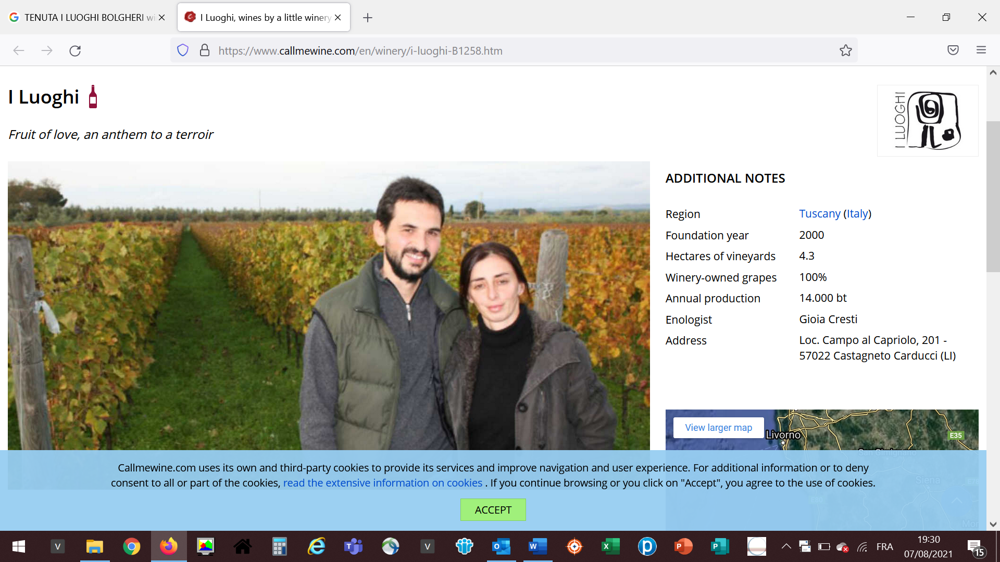 TENUTA I LUOGHI BOLGHERI wi
I Luoghi, wines by a little winery
https://www.callmewine.com/en/winery/i-luoghi-B1258.htm
I Luoghi
I LUOGHI
Fruit of love, an anthem to a terroir
ADDITIONAL NOTES
Region Tuscany (Italy)
Foundation year 2000
Hectares of vineyards 4.3
Winery-owned grapes 100%
Annual production 14.000 bt
Enologist Gioia Cresti
Address Loc. Campo al Capriolo, 201 -
57022 Castagneto Carducci (LI)
View larger map
Livorno
E35
San Gimignano
Siena
Callmewine.com uses its own and third-party cookies to provide its services and improve navigation and user experience. For additional information or to deny
consent to all or part of the cookies, read the extensive information on cookies . If you continue browsing or you click on "Accept", you agree to the use of cookies.
E80
ACCEPT
19:30
FRA
07/08/2021
15